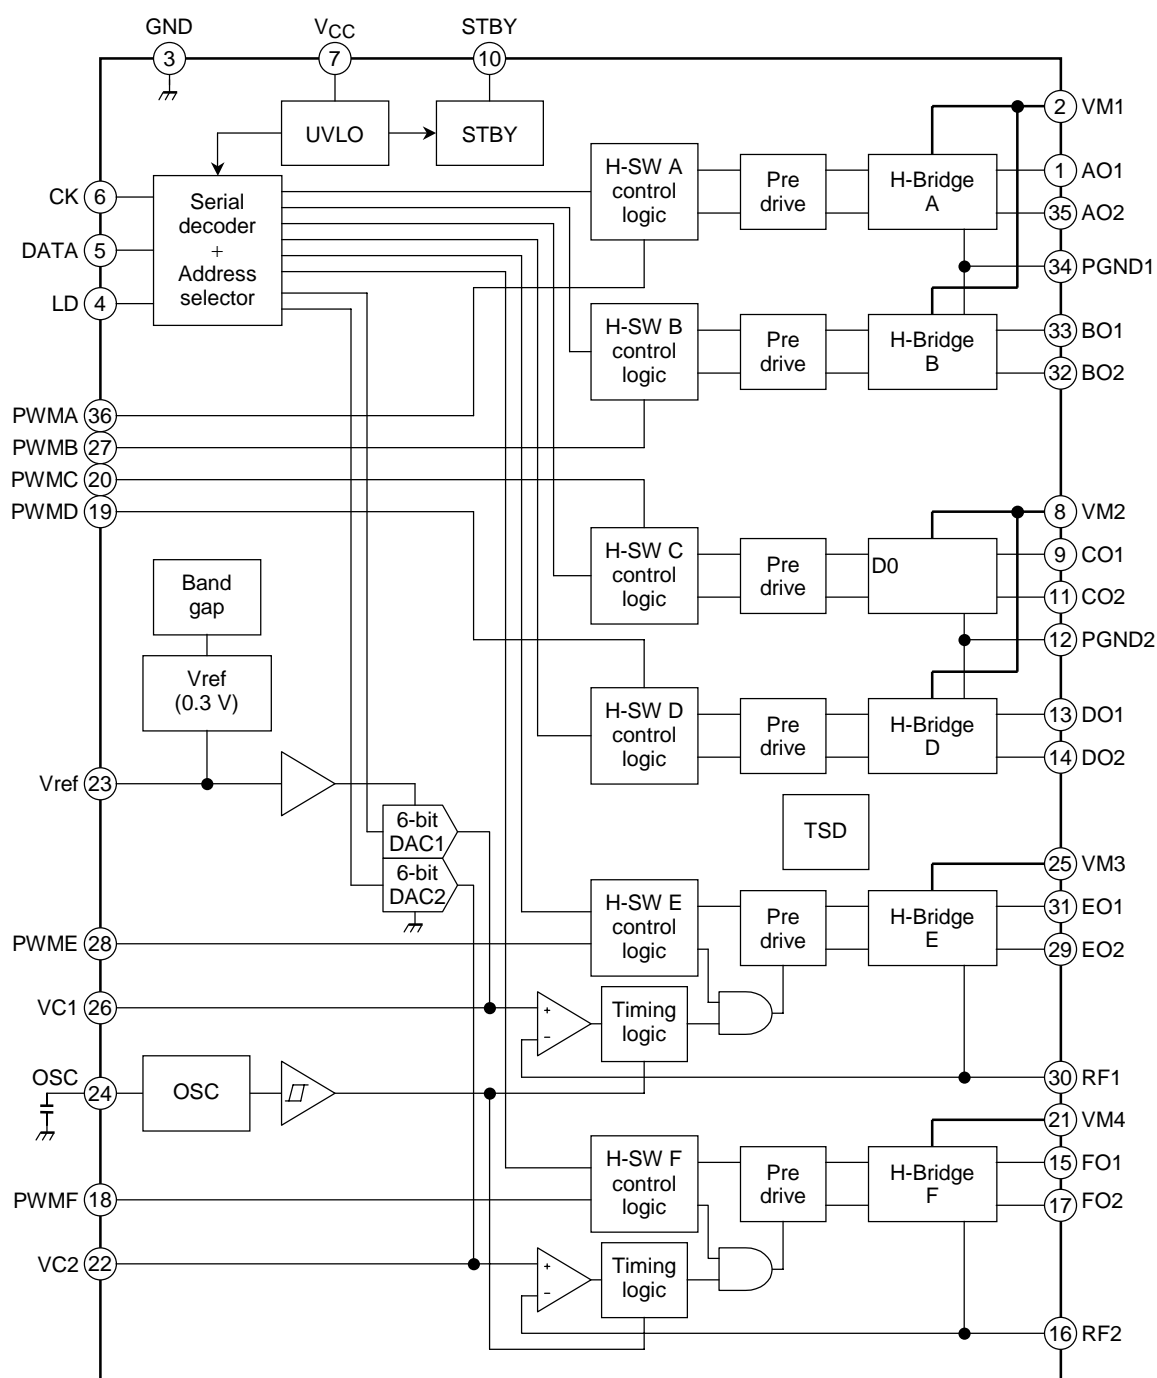 GND
VCC
STBY
3
7
10
UVLO
STBY
2 VM1
CK 6
DATA 5
LD 4
Serial
decoder
+
Address
selector
H-SW A
control
logic
Pre
drive
H-Bridge
A
1 AO1
35 AO2
34 PGND1
H-SW B
control
logic
Pre
drive
H-Bridge
B
33 BO1
32 BO2
PWMA 36
PWMB 27
PWMC 20
PWMD 19
8 VM2
H-SW C
control
logic
Pre
drive
D0
9 CO1
11 CO2
12 PGND2
Band
gap
Vref
(0.3 V)
H-SW D
control
logic
Pre
drive
H-Bridge
D
13 DO1
14 DO2
Vref 23
6-bit
DAC1
6-bit
DAC2
TSD
25 VM3
H-SW E
control
logic
Pre
drive
H-Bridge
E
31 EO1
29 EO2
PWME 28
VC1 26
+
−
Timing
logic
30 RF1
OSC
24
OSC
21 VM4
H-SW F
control
logic
Pre
drive
H-Bridge
F
15 FO1
17 FO2
PWMF 18
VC2 22
+
−
Timing
logic
16 RF2